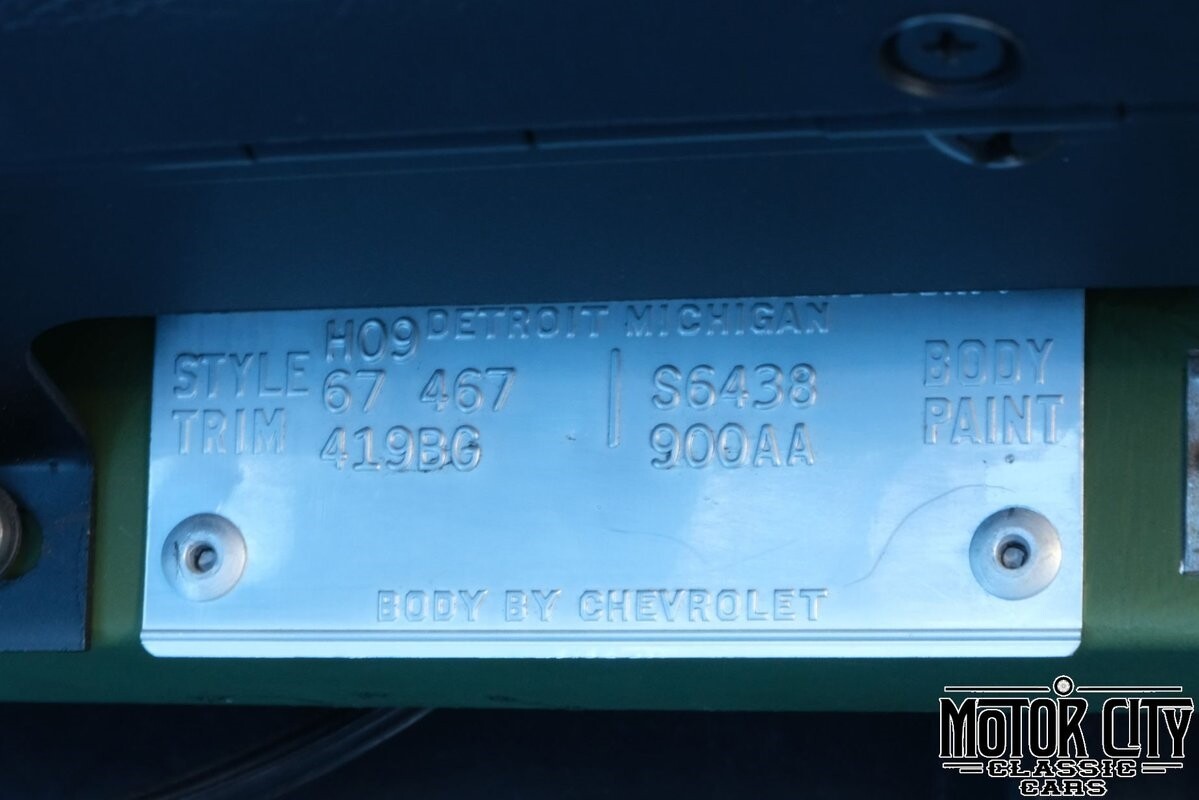 DETROIT MICHIGAN
H09
STYLE 67 467 S6438 BODY
TRIM 419BG 900AA PAINT
BODY BY CHEVROLET
MOTOR CITY
CLASSIC
CARS